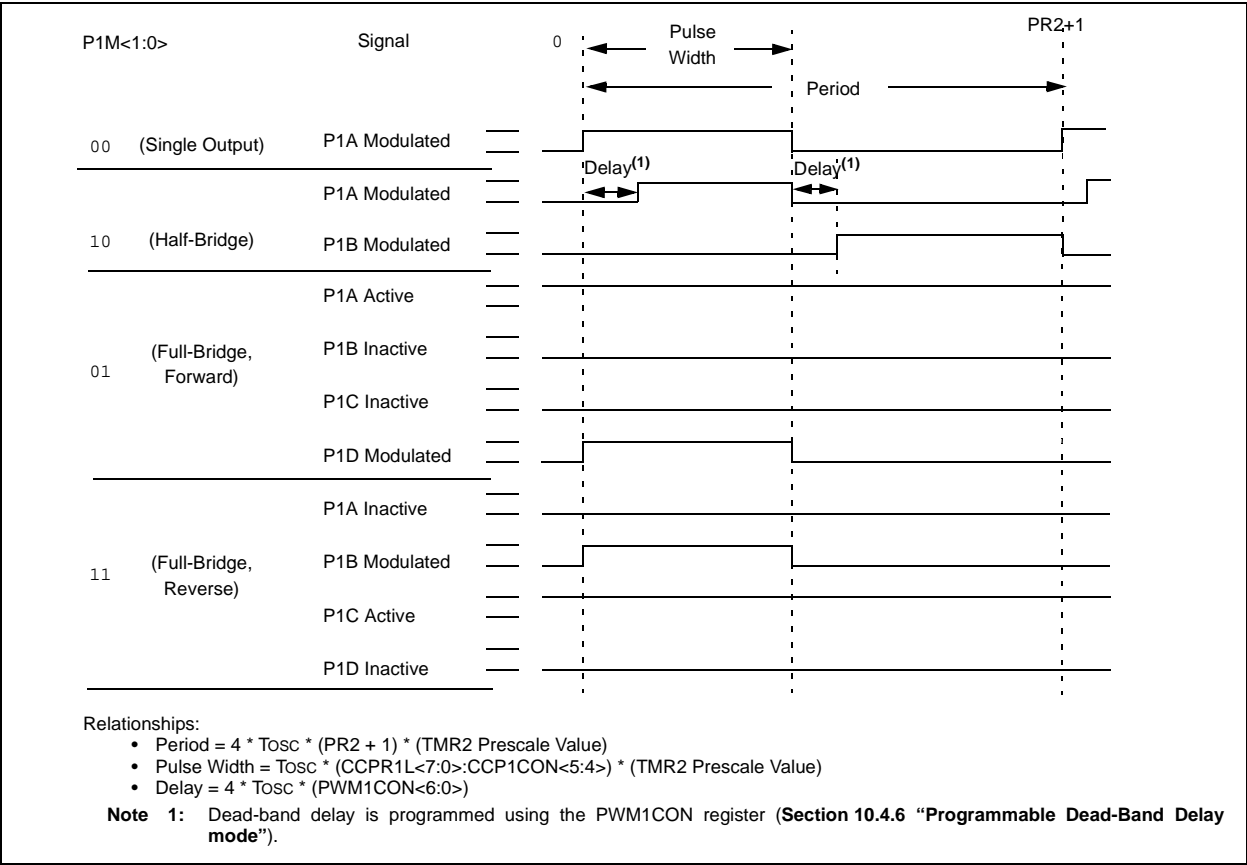 P1M<1:0> Signal 0 Pulse Width PR2+1
Period
00 (Single Output) P1A Modulated
Delay(1) Delay(1)
P1A Modulated
10 (Half-Bridge) P1B Modulated
P1A Active
P1B Inactive
01 (Full-Bridge, Forward)
P1C Inactive
P1D Modulated
P1A Inactive
P1B Modulated
11 (Full-Bridge, Reverse)
P1C Active
P1D Inactive
Relationships:
• Period = 4 * TOSC * (PR2 + 1) * (TMR2 Prescale Value)
• Pulse Width = TOSC * (CCPR1L<7:0>:CCP1CON<5:4>) * (TMR2 Prescale Value)
• Delay = 4 * TOSC * (PWM1CON<6:0>)
Note 1: Dead-band delay is programmed using the PWM1CON register (Section 10.4.6 “Programmable Dead-Band Delay
mode”).